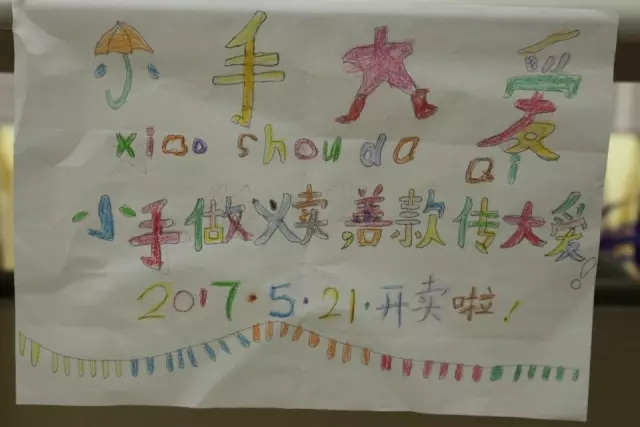 小手大爱
xiao shou da ai
小手做义卖,善款传大爱!
2017·5·21·开卖啦!